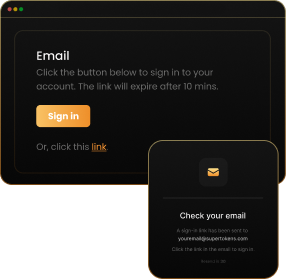 Email
Click the button below to sign in to your
account. The link will expire after 10 mins.
Sign in
Or, click this link
Check your email
A sign in link has been sent to
youremail@supertokens.com
Click the link in the email to sign in